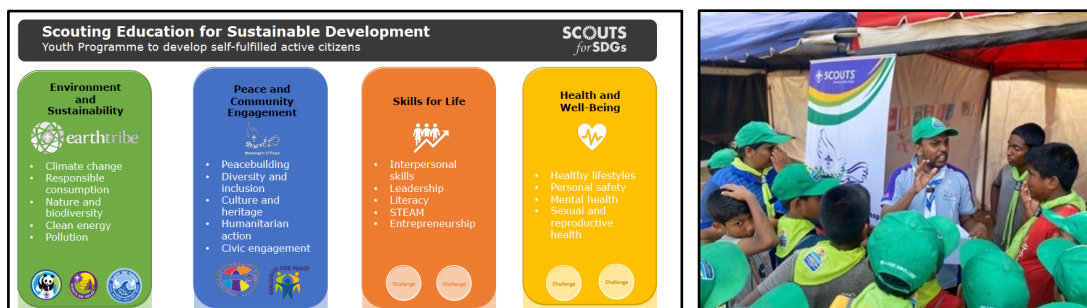 Scouting Education for Sustainable Development
Youth Programme to develop self-fulfilled active citizens
SCOUTS
for SDGs
Environment
and
Sustainability
earthtribe
• Climate change
• Responsible
consumption
• Nature and
biodiversity
• Clean energy
• Pollution
Peace and
Community
Engagement
Messengers of Peace
• Peacebuilding
• Diversity and
inclusion
• Culture and
heritage
• Humanitarian
action
• Civic engagement
Skills for Life
• Interpersonal
skills
• Leadership
• Literacy
• STEAM
• Entrepreneurship
Challenge
Challenge
Health and
Well-Being
• Healthy lifestyles
• Personal safety
• Mental health
• Sexual and
reproductive
health
Challenge
Challenge
SCOUTS